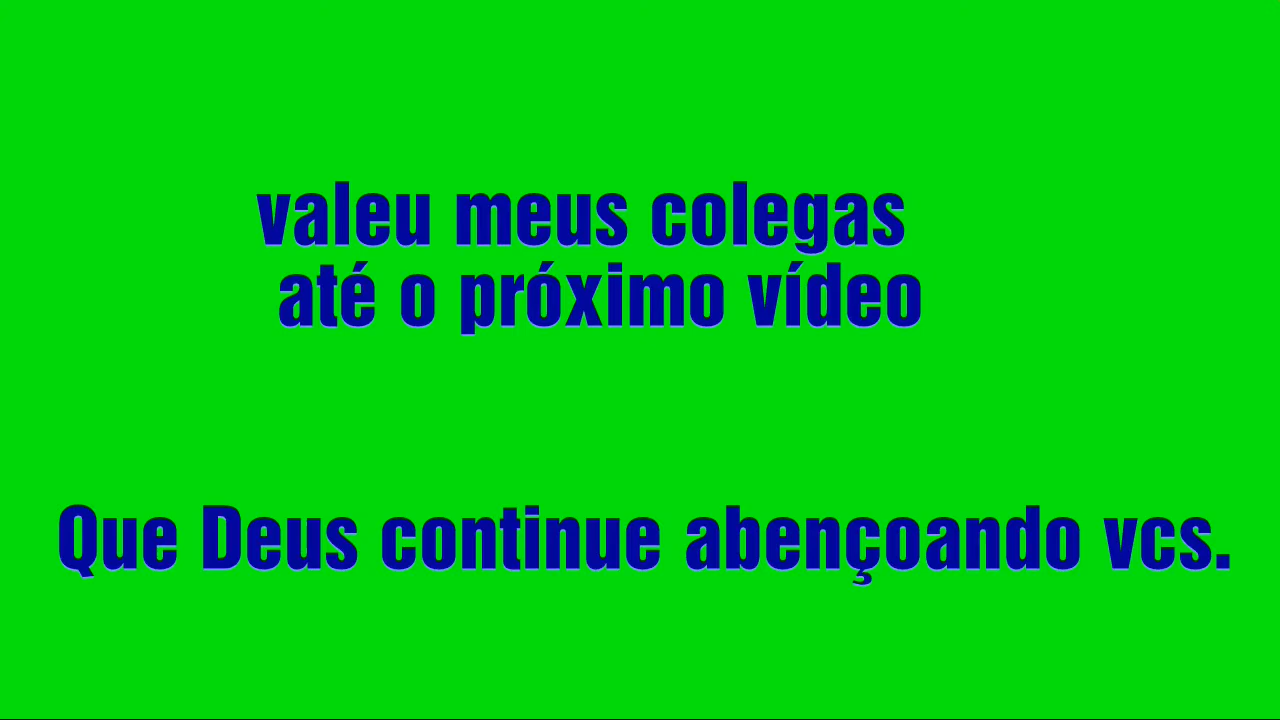 valeu meus colegas
até o próximo vídeo
Que Deus continue abençoando vcs.